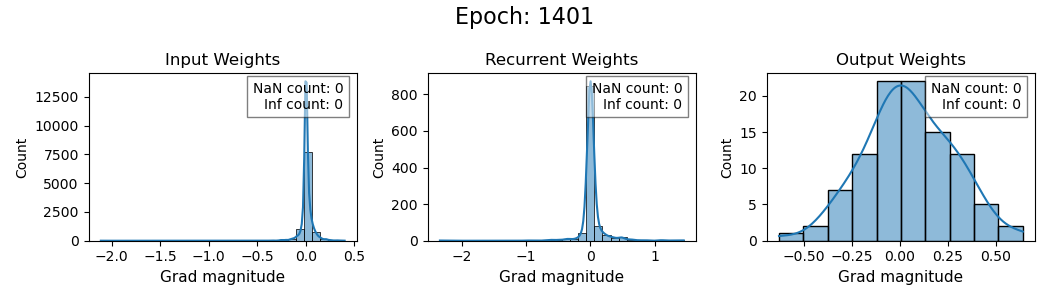 Epoch: 1401
Input Weights
NaN count: 0
Inf count: 0
Count
12500
10000
7500
5000
2500
0
−2.0
−1.5
−1.0
−0.5
0.0
0.5
Grad magnitude
Recurrent Weights
NaN count: 0
Inf count: 0
Count
800
600
400
200
0
−2
−1
0
1
Grad magnitude
Output Weights
NaN count: 0
Inf count: 0
Count
20
15
10
5
0
−0.50
−0.25
0.00
0.25
0.50
Grad magnitude